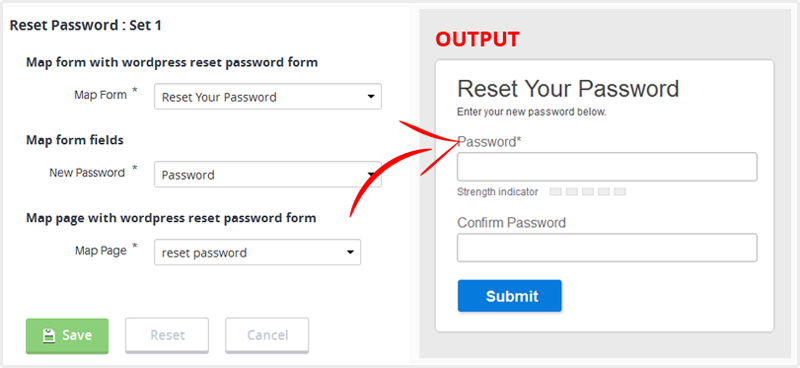 Reset Password : Set 1
Map form with wordpress reset password form
Map Form *
Reset Your Password
Map form fields
New Password *
Password
Map page with wordpress reset password form
Map Page *
reset password
Save
Reset
Cancel
OUTPUT
Reset Your Password
Enter your new password below.
Password*
Strength indicator
Confirm Password
Submit